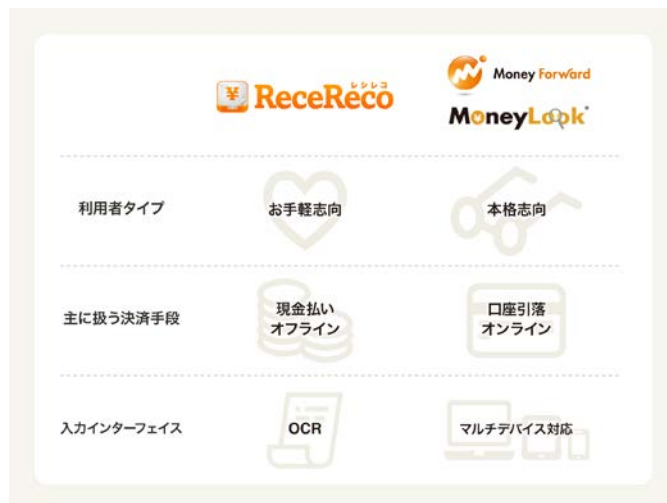 Money Forward
レシレコ
¥ ReceReco
MoneyLook
利用者タイプ
お手軽志向
本格志向
主に扱う決済手段
現金払い
オフライン
口座引落
オンライン
入力インターフェイス
OCR
マルチデバイス対応